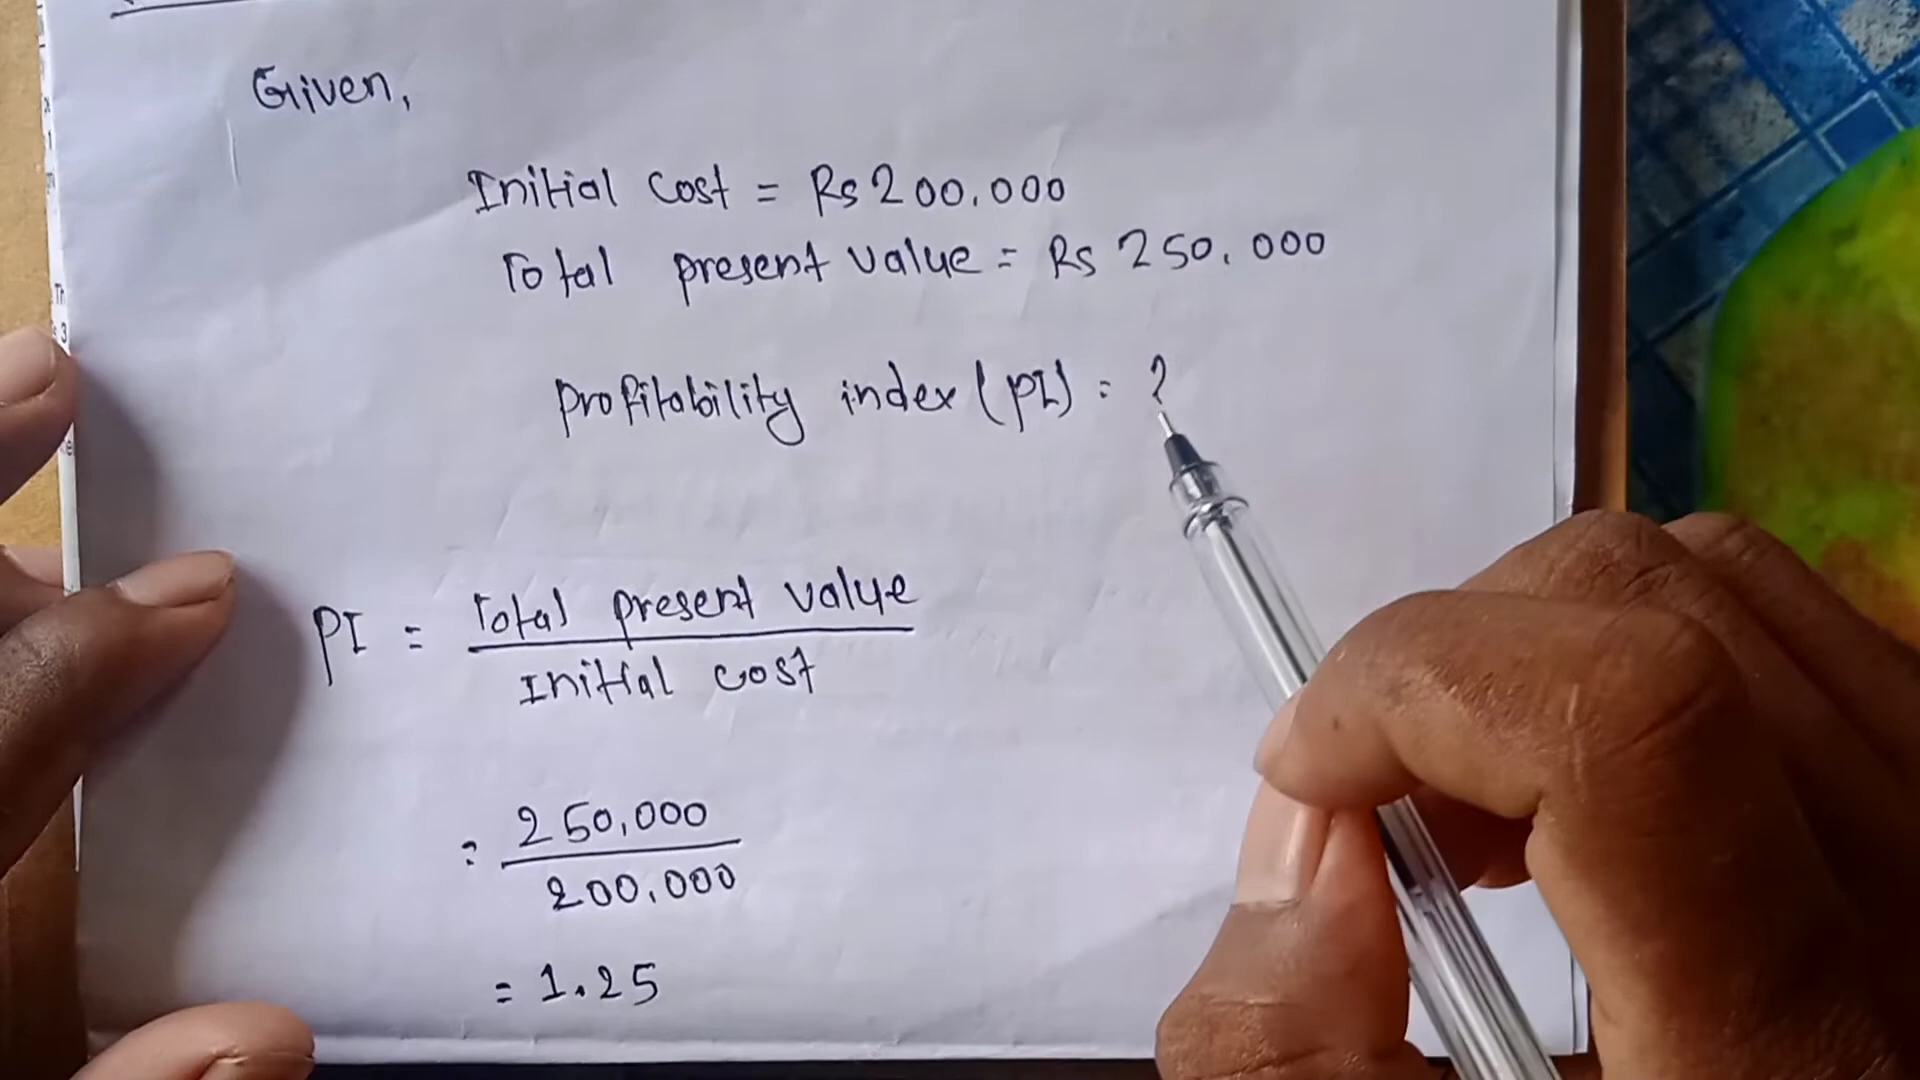 Given,
Initial cost = Rs 200,000
Total present value = Rs 250,000
Profitability index (PI) = ?
PI = Total present value
Initial cost
= 250,000
200,000
= 1.25